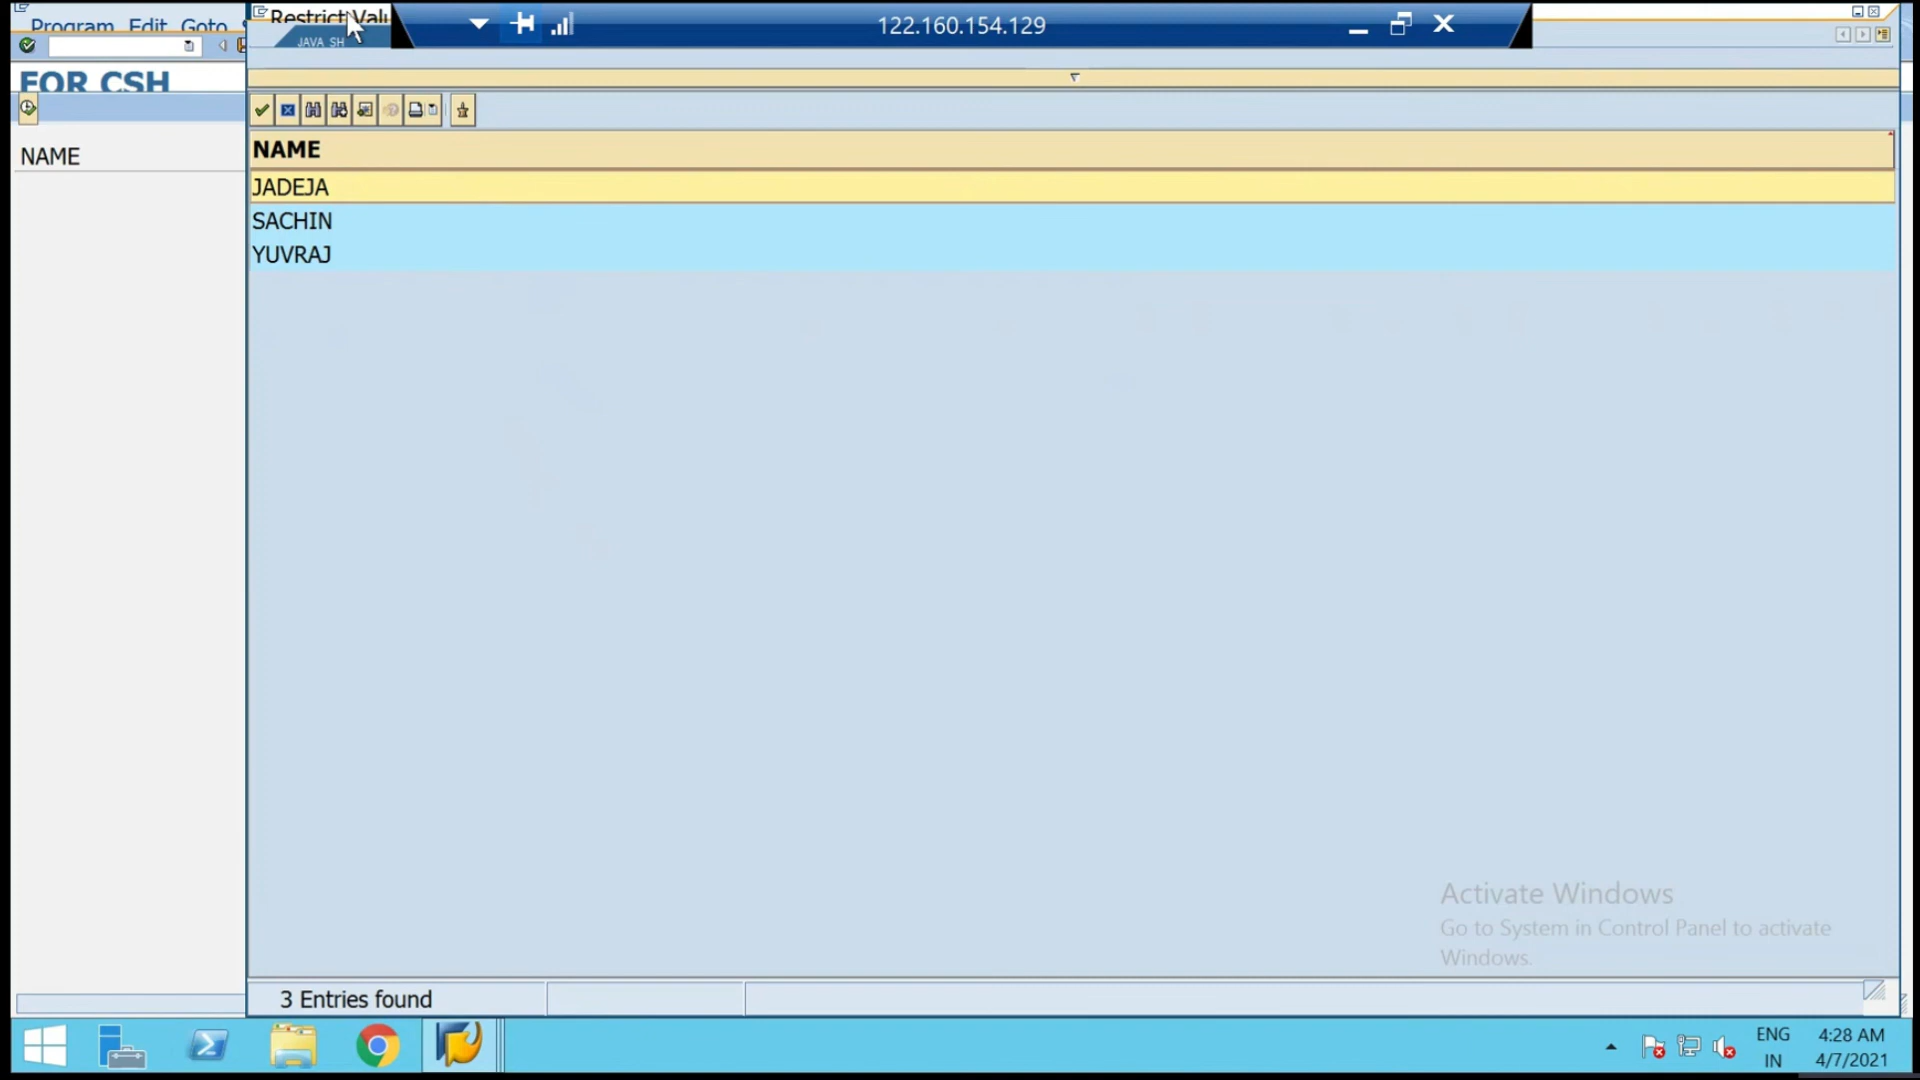 Restrict Valu
JAVA SH
122.160.154.129
Program Edit Goto
FOR CSH
NAME
NAME
JADEJA
SACHIN
YUVRAJ
Activate Windows
Go to System in Control Panel to activate
Windows.
3 Entries found
ENG
IN
4:28 AM
4/7/2021